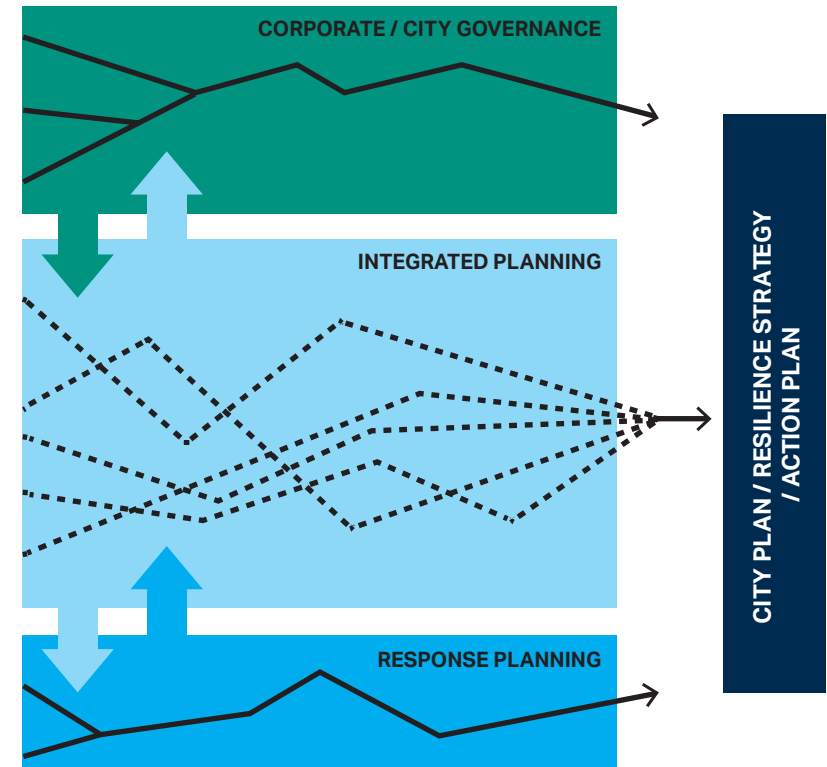 CORPORATE / CITY GOVERNANCE
INTEGRATED PLANNING
RESPONSE PLANNING
CITY PLAN / RESILIENCE STRATEGY
/ ACTION PLAN